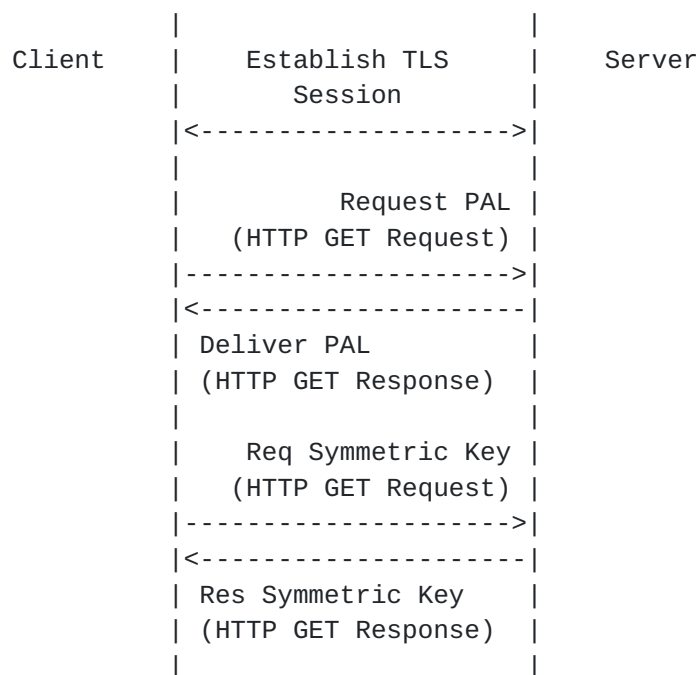 |                       |
Client     |     Establish TLS     |     Server
           |        Session        |
           |<--------------------->|
           |                       |
           |           Request PAL |
           |    (HTTP GET Request) |
           |---------------------->|
           |<----------------------|
           | Deliver PAL           |
           | (HTTP GET Response)   |
           |                       |
           |     Req Symmetric Key |
           |    (HTTP GET Request) |
           |---------------------->|
           |<----------------------|
           | Res Symmetric Key     |
           | (HTTP GET Response)   |
           |                       |